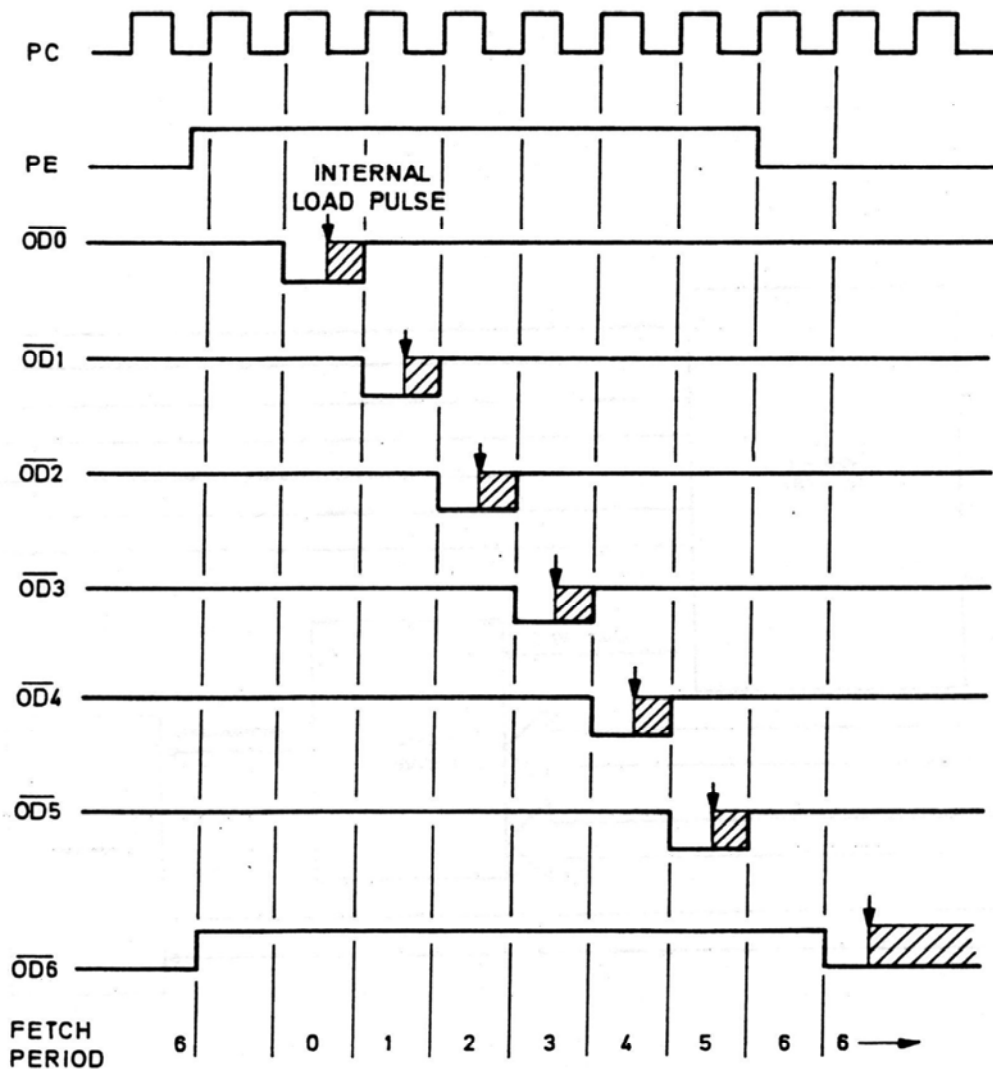 PC
PE
INTERNAL
LOAD PULSE
OD0
OD1
OD2
OD3
OD4
OD5
OD6
FETCH
PERIOD
6 0 1 2 3 4 5 6 6